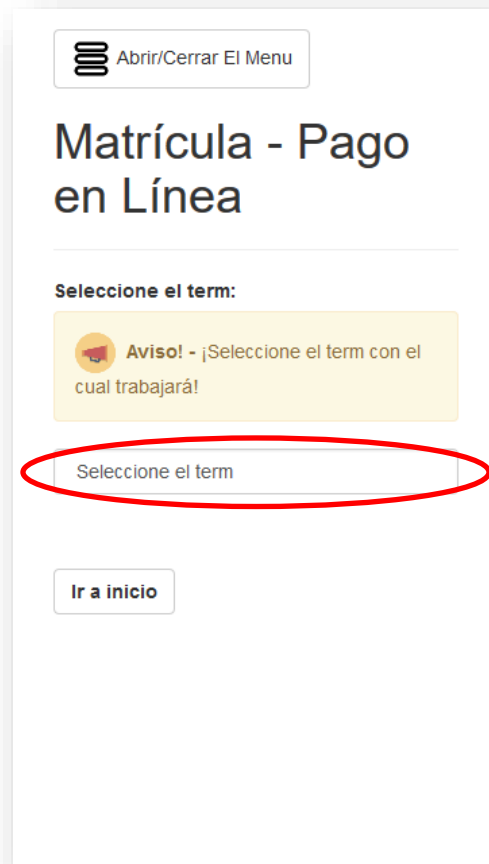 Abrir/Cerrar El Menu
Matrícula - Pago
en Línea
Seleccione el term:
Aviso! - ¡Seleccione el term con el
cual trabajará!
Seleccione el term
Ir a inicio